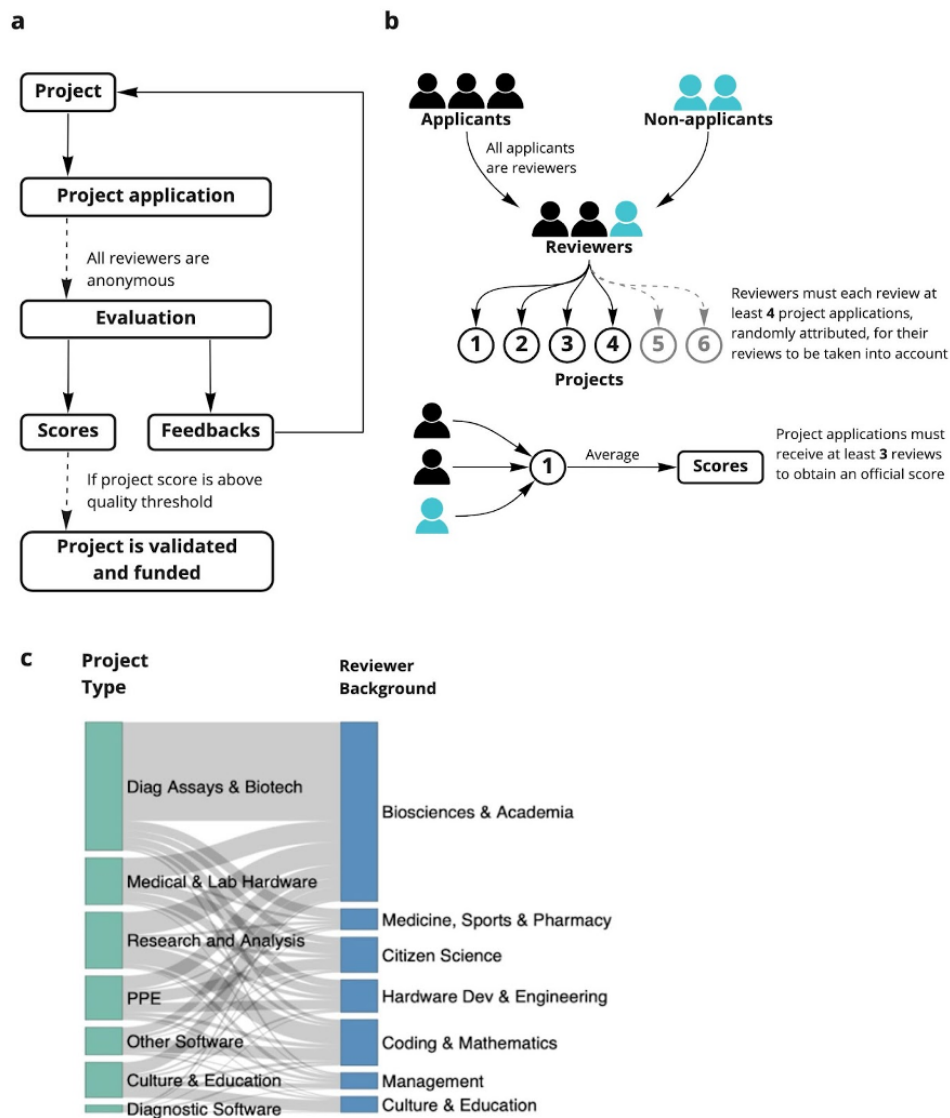 a
Project
Project application
All reviewers are
anonymous
Evaluation
Scores
Feedbacks
If project score is above
quality threshold
Project is validated
and funded
b
Applicants
Non-applicants
All applicants
are reviewers
Reviewers
1 2 3 4 5 6
Projects
Reviewers must each review at
least 4 project applications,
randomly attributed, for their
reviews to be taken into account
1
Average
Scores
Project applications must
receive at least 3 reviews
to obtain an official score
c
Project
Type
Reviewer
Background
Diag Assays & Biotech
Medical & Lab Hardware
Research and Analysis
PPE
Other Software
Culture & Education
Diagnostic Software
Biosciences & Academia
Medicine, Sports & Pharmacy
Citizen Science
Hardware Dev & Engineering
Coding & Mathematics
Management
Culture & Education